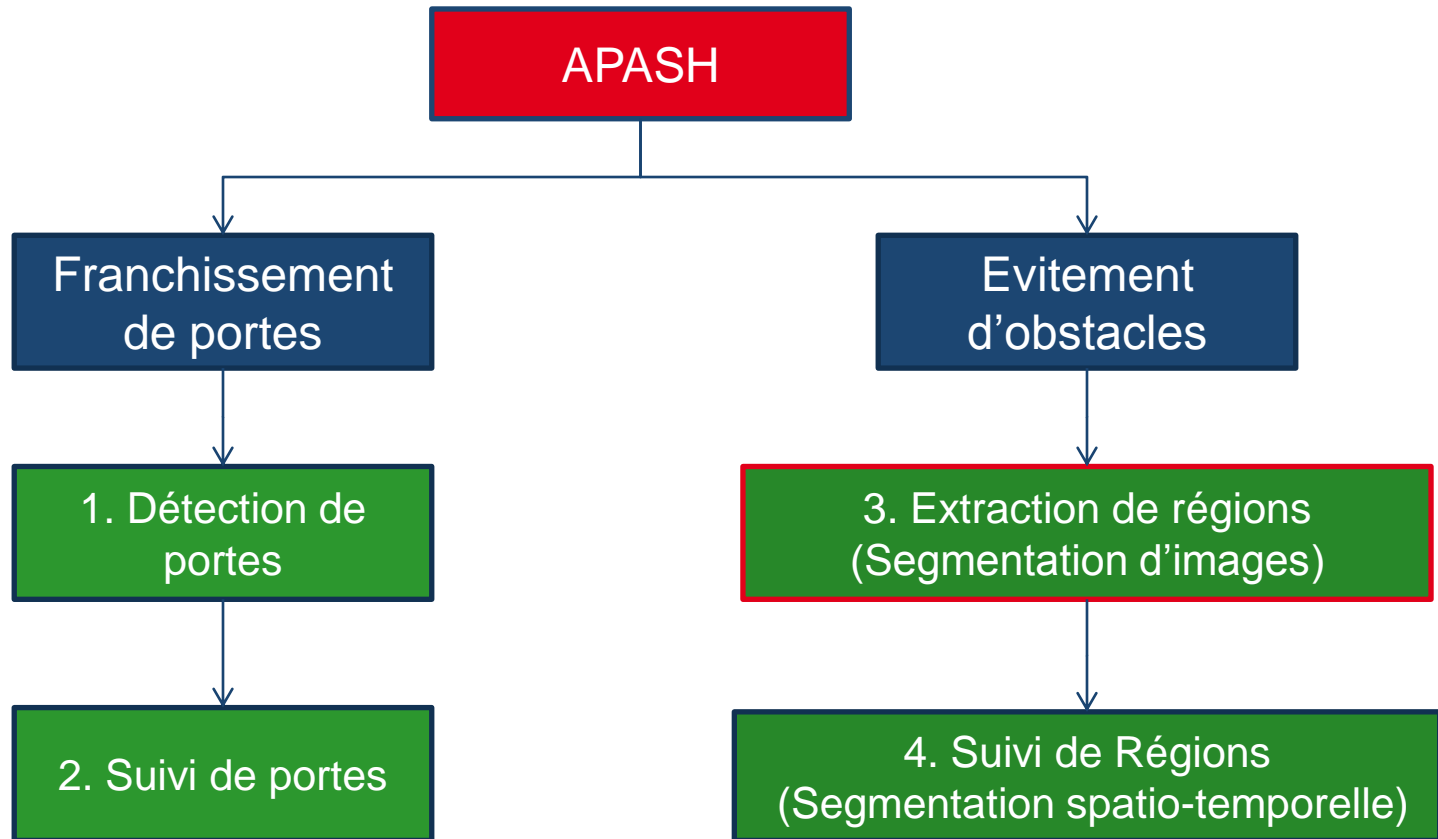 APASH
Franchissement
de portes
Evitement
d’obstacles
1. Détection de
portes
3. Extraction de régions
(Segmentation d’images)
2. Suivi de portes
4. Suivi de Régions
(Segmentation spatio-temporelle)